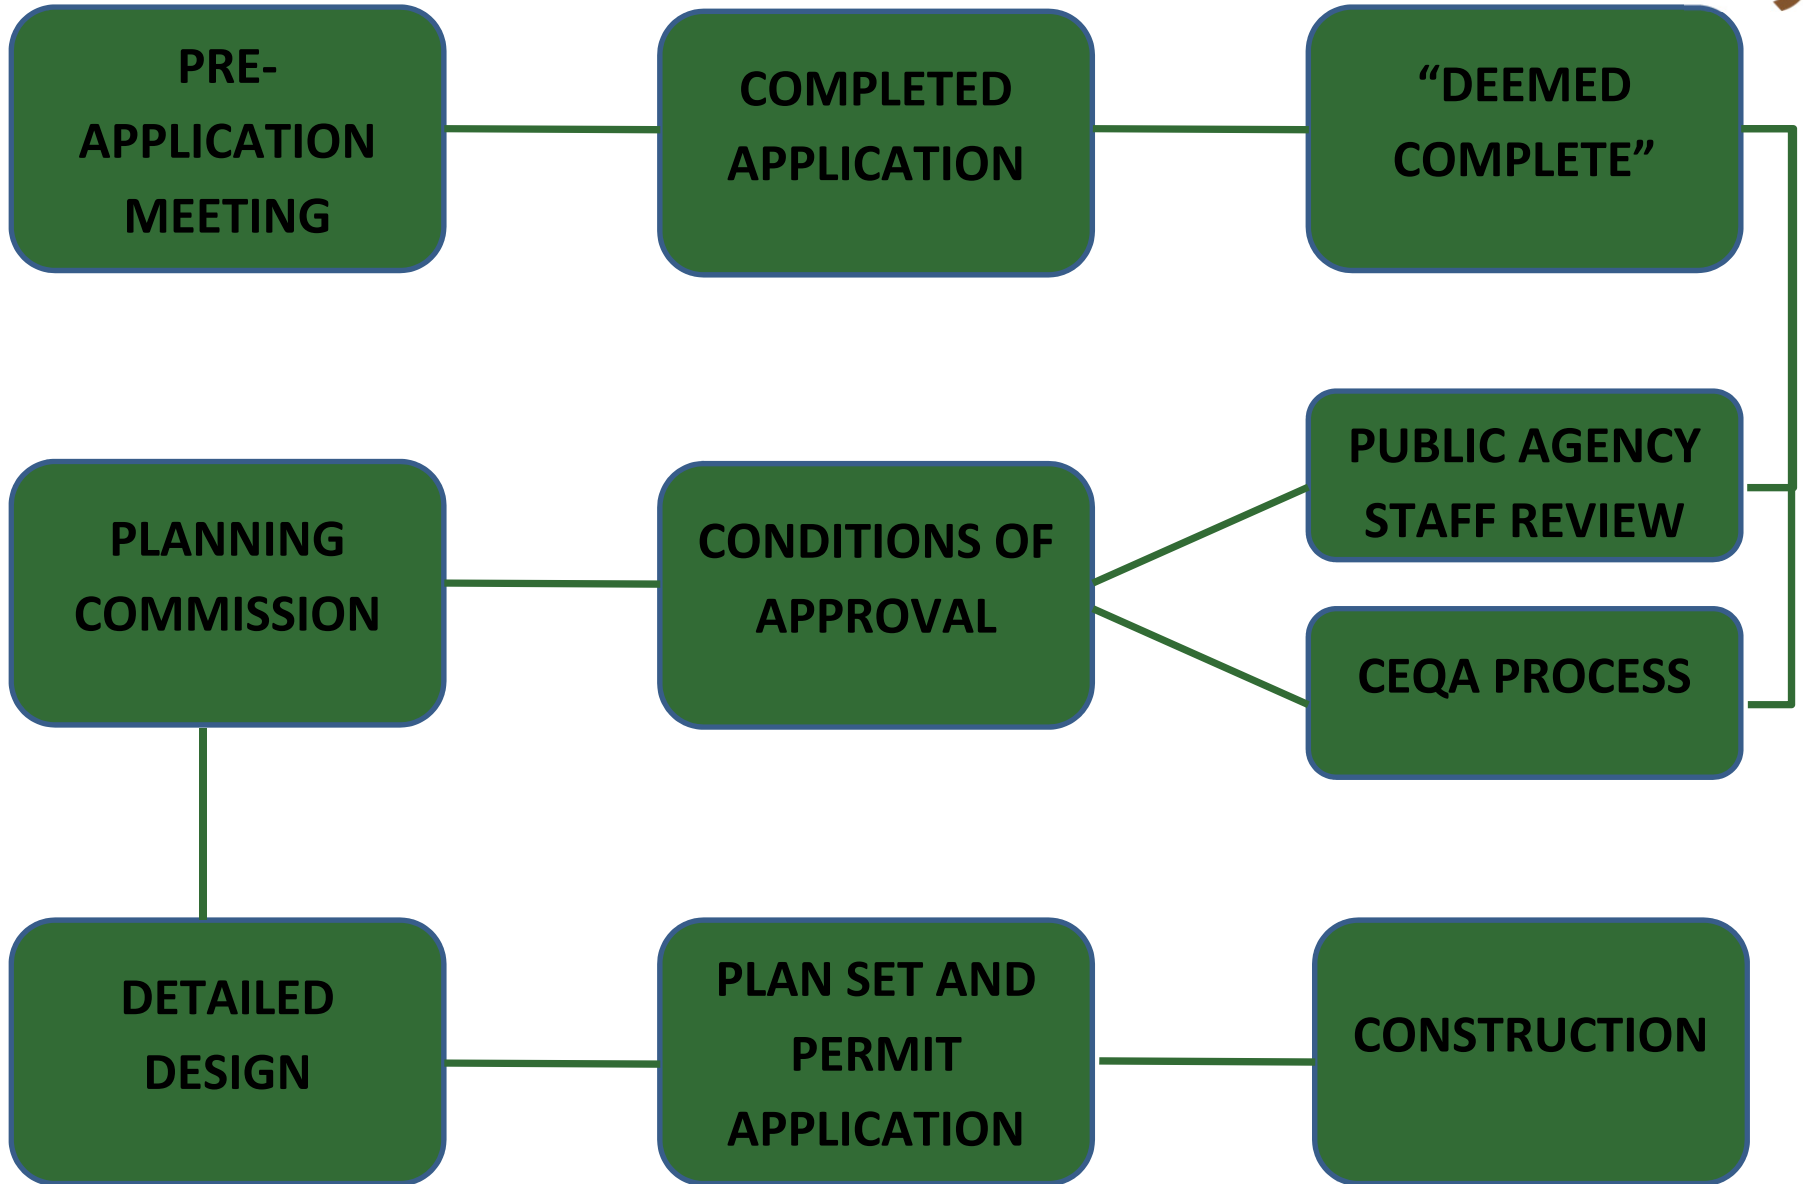 PRE-
APPLICATION
MEETING
COMPLETED
APPLICATION
“DEEMED
COMPLETE”
PUBLIC AGENCY
STAFF REVIEW
CEQA PROCESS
CONDITIONS OF
APPROVAL
PLANNING
COMMISSION
DETAILED
DESIGN
PLAN SET AND
PERMIT
APPLICATION
CONSTRUCTION